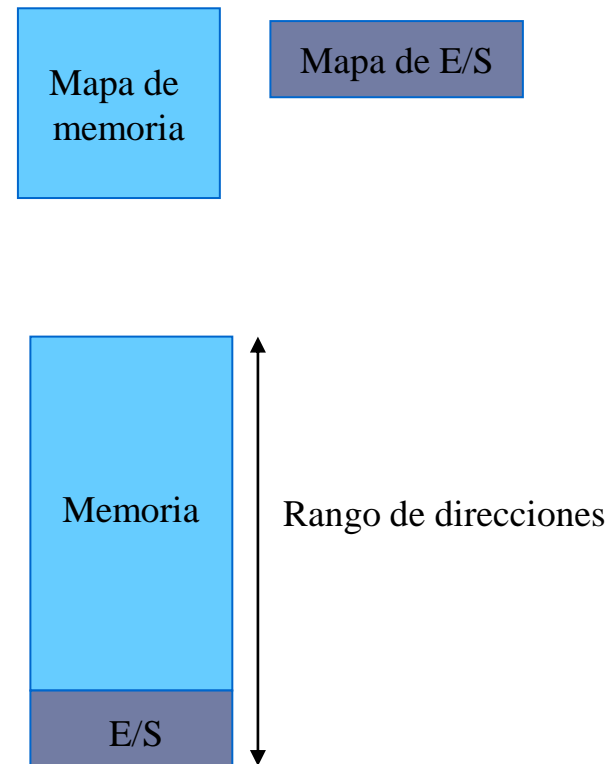 Mapa de
memoria
Mapa de E/S
Memoria
Rango de direcciones
E/S